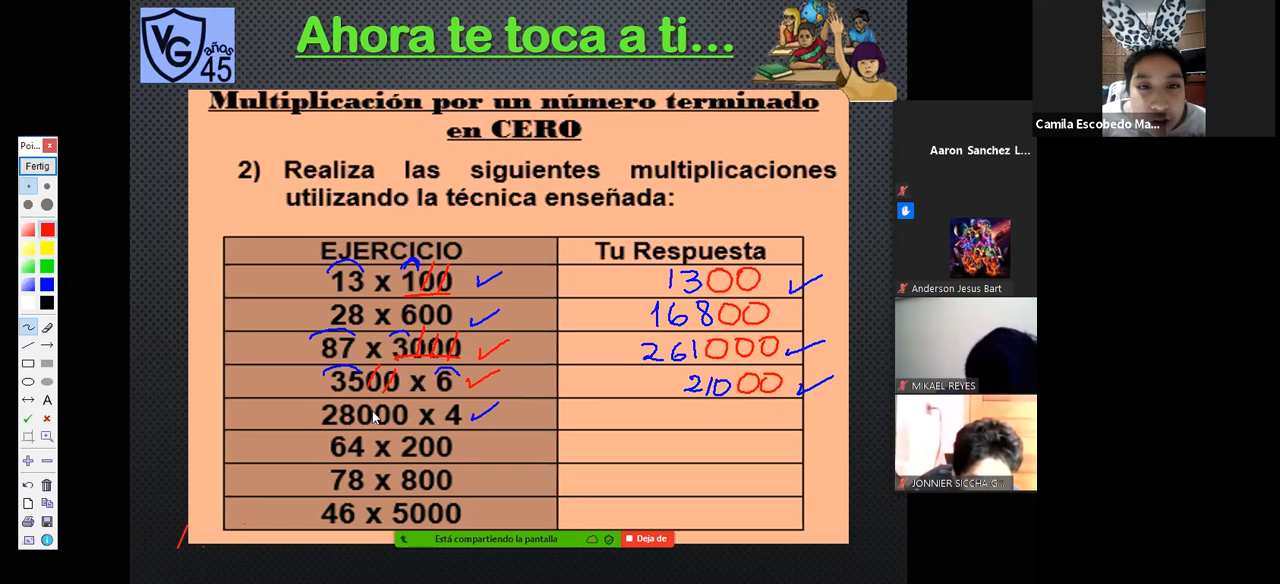 VG
años
45
Ahora te toca a ti...
Multiplicación por un número terminado
en CERO
2) Realiza las siguientes multiplicaciones
utilizando la técnica enseñada:
EJERCICIO Tu Respuesta
13 x 100 1300
28 x 600 16800
87 x 3000 261000
3500 x 6 21000
28000 x 4
64 x 200
78 x 800
46 x 5000
Está compartiendo la pantalla
Deja de
Poi...
Fertig
A
Camila Escobedo Ma...
Aaron Sanchez L...
Anderson Jesus Bart
MIKAEL REYES
JONNIER SICCHA G...